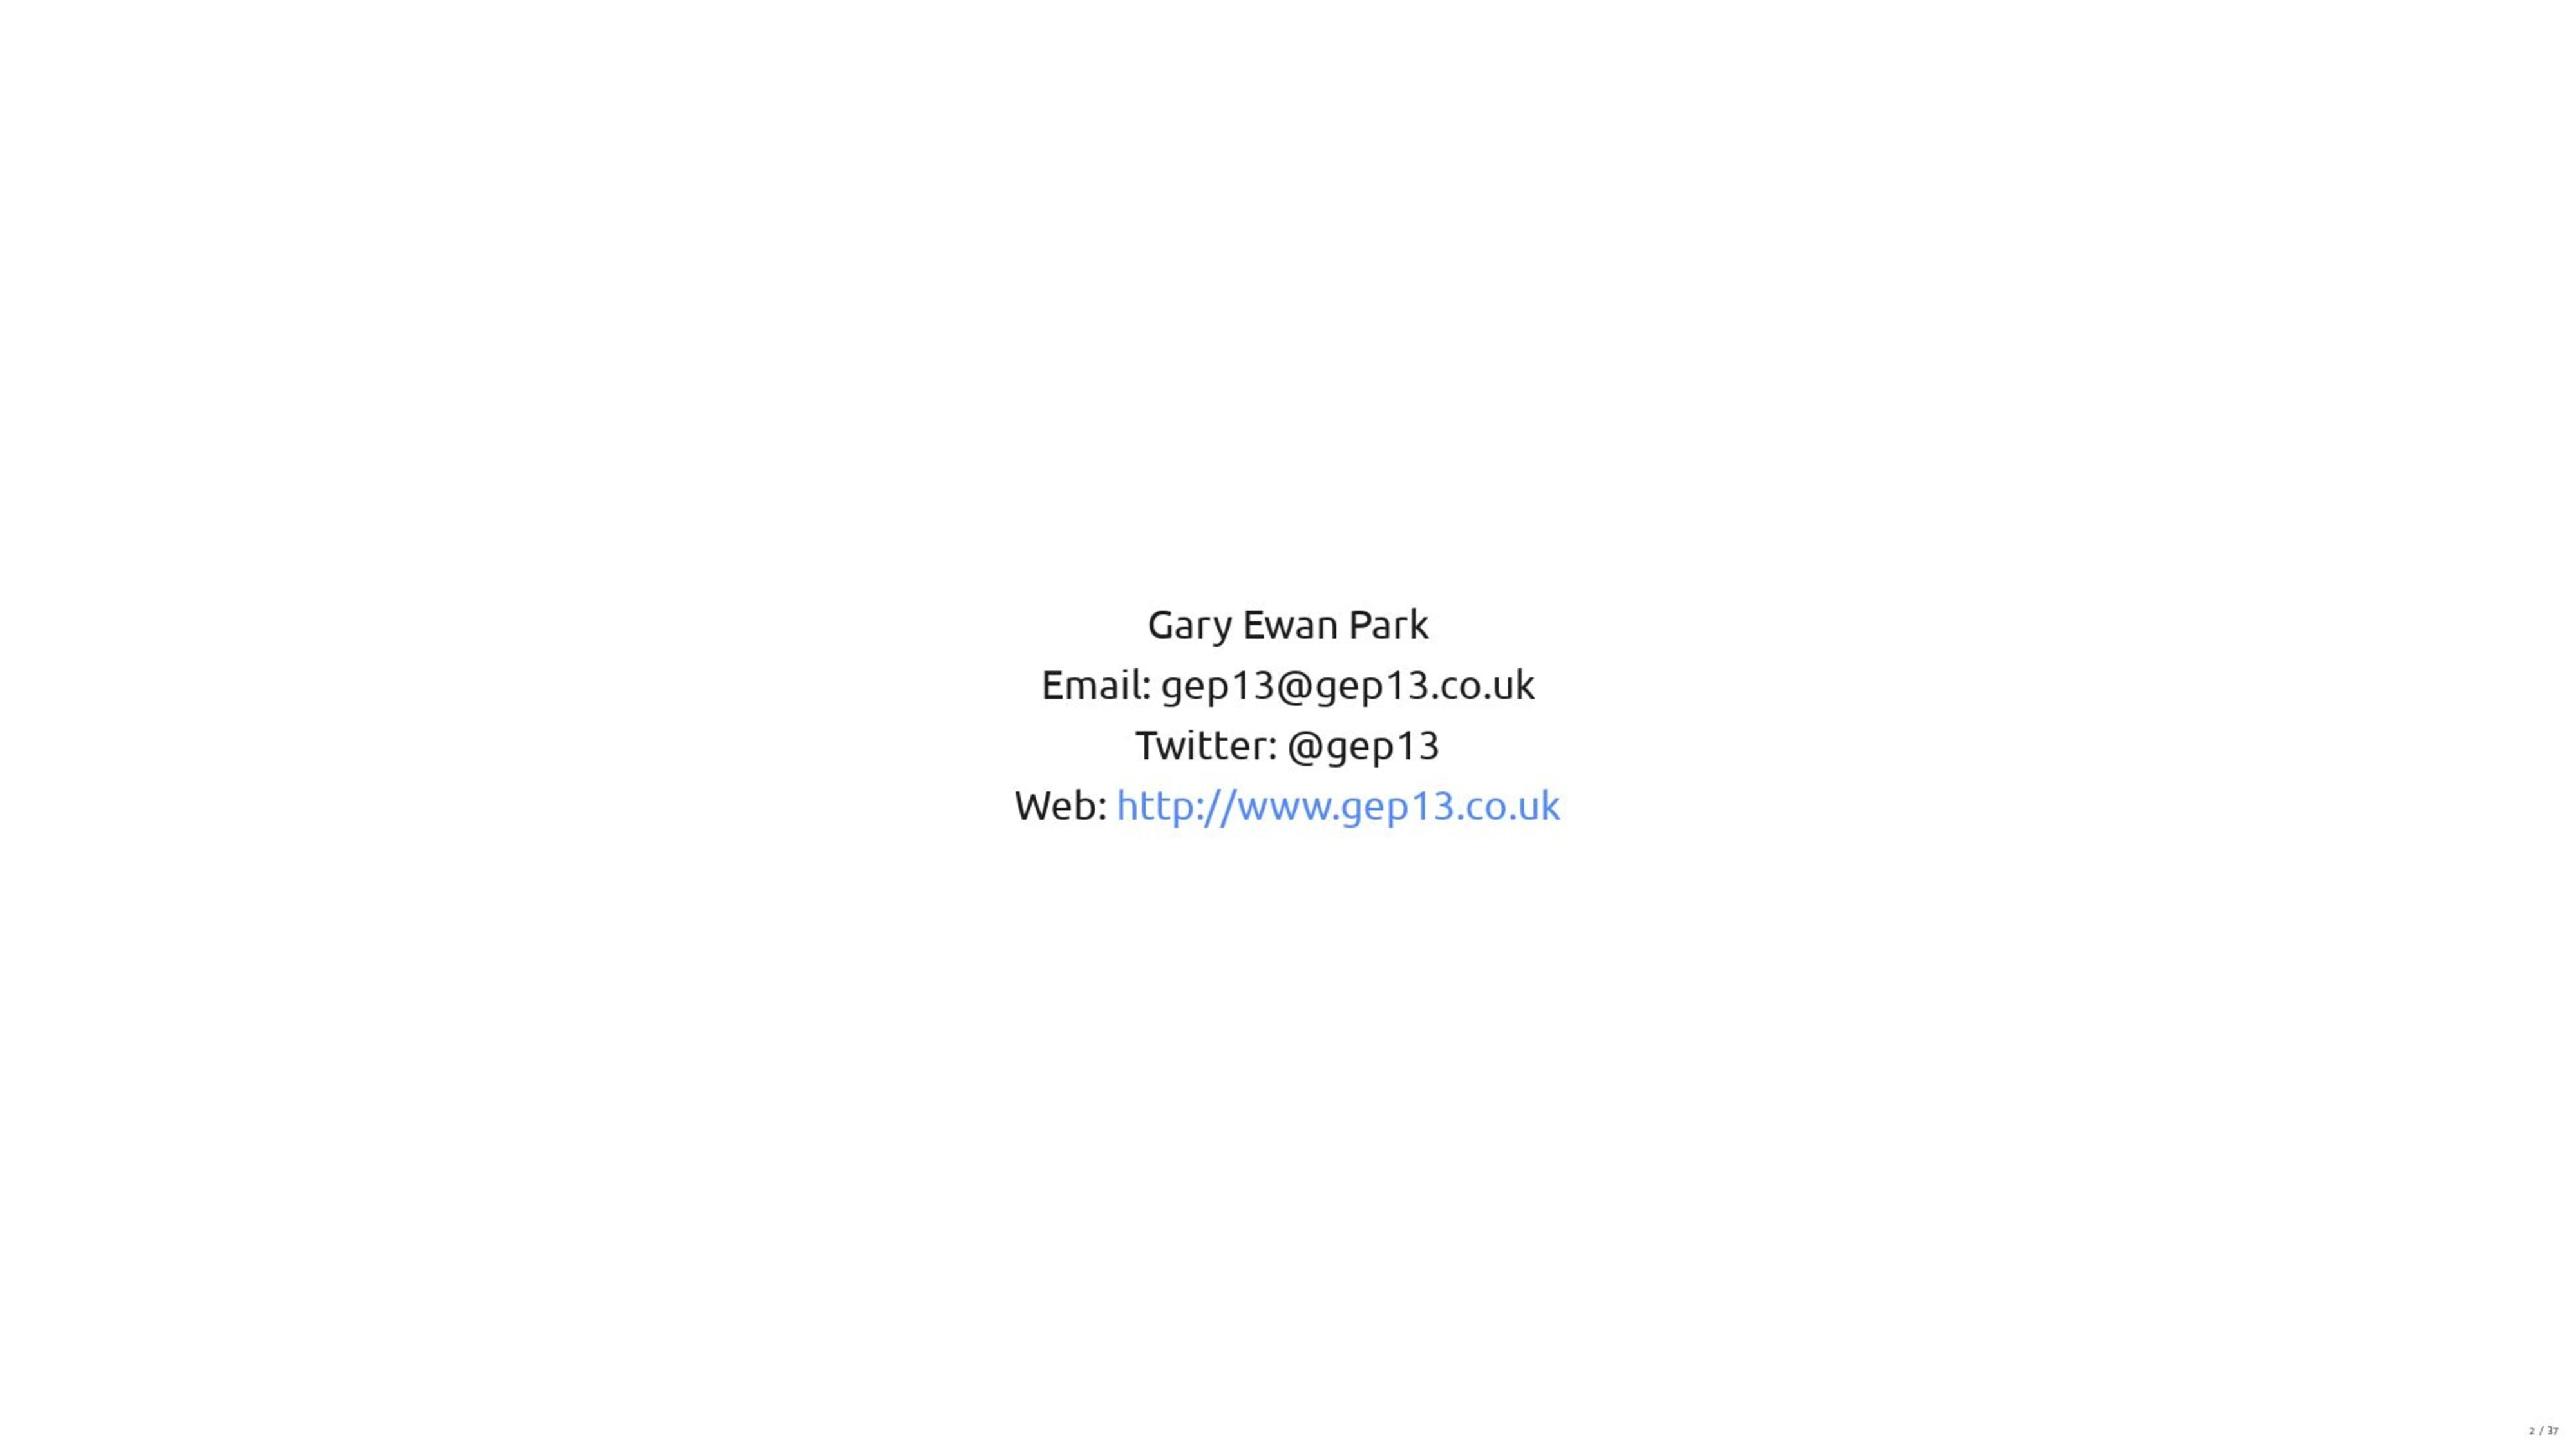 Gary Ewan Park
Email: gep13@gep13.co.uk
Twitter: @gep13
Web: http://www.gep13.co.uk
2 / 37